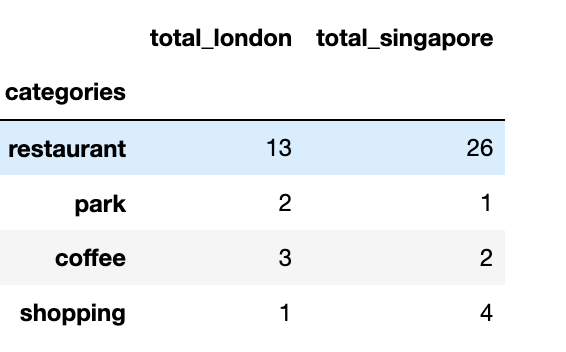 total_london total_singapore
categories
restaurant 13 26
park 2 1
coffee 3 2
shopping 1 4